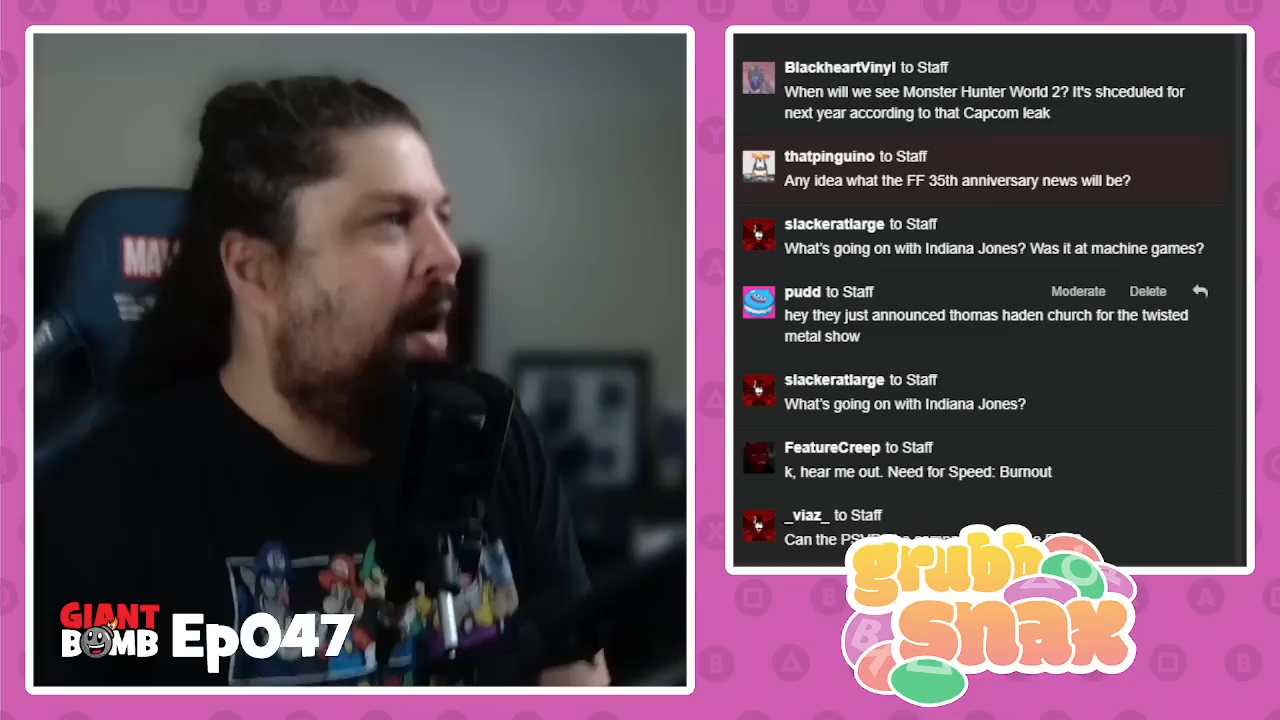 BlackheartVinyl to Staff
When will we see Monster Hunter World 2? It's shceduled for
next year according to that Capcom leak
thatpinguino to Staff
Any idea what the FF 35th anniversary news will be?
slackeratlarge to Staff
What's going on with Indiana Jones? Was it at machine games?
pudd to Staff
Moderate
Delete
hey they just announced thomas haden church for the twisted
metal show
slackeratlarge to Staff
What's going on with Indiana Jones?
FeatureCreep to Staff
k, hear me out. Need for Speed: Burnout
_viaz_ to Staff
Can the
GIANT
BOMB
Ep047
grubb
snax